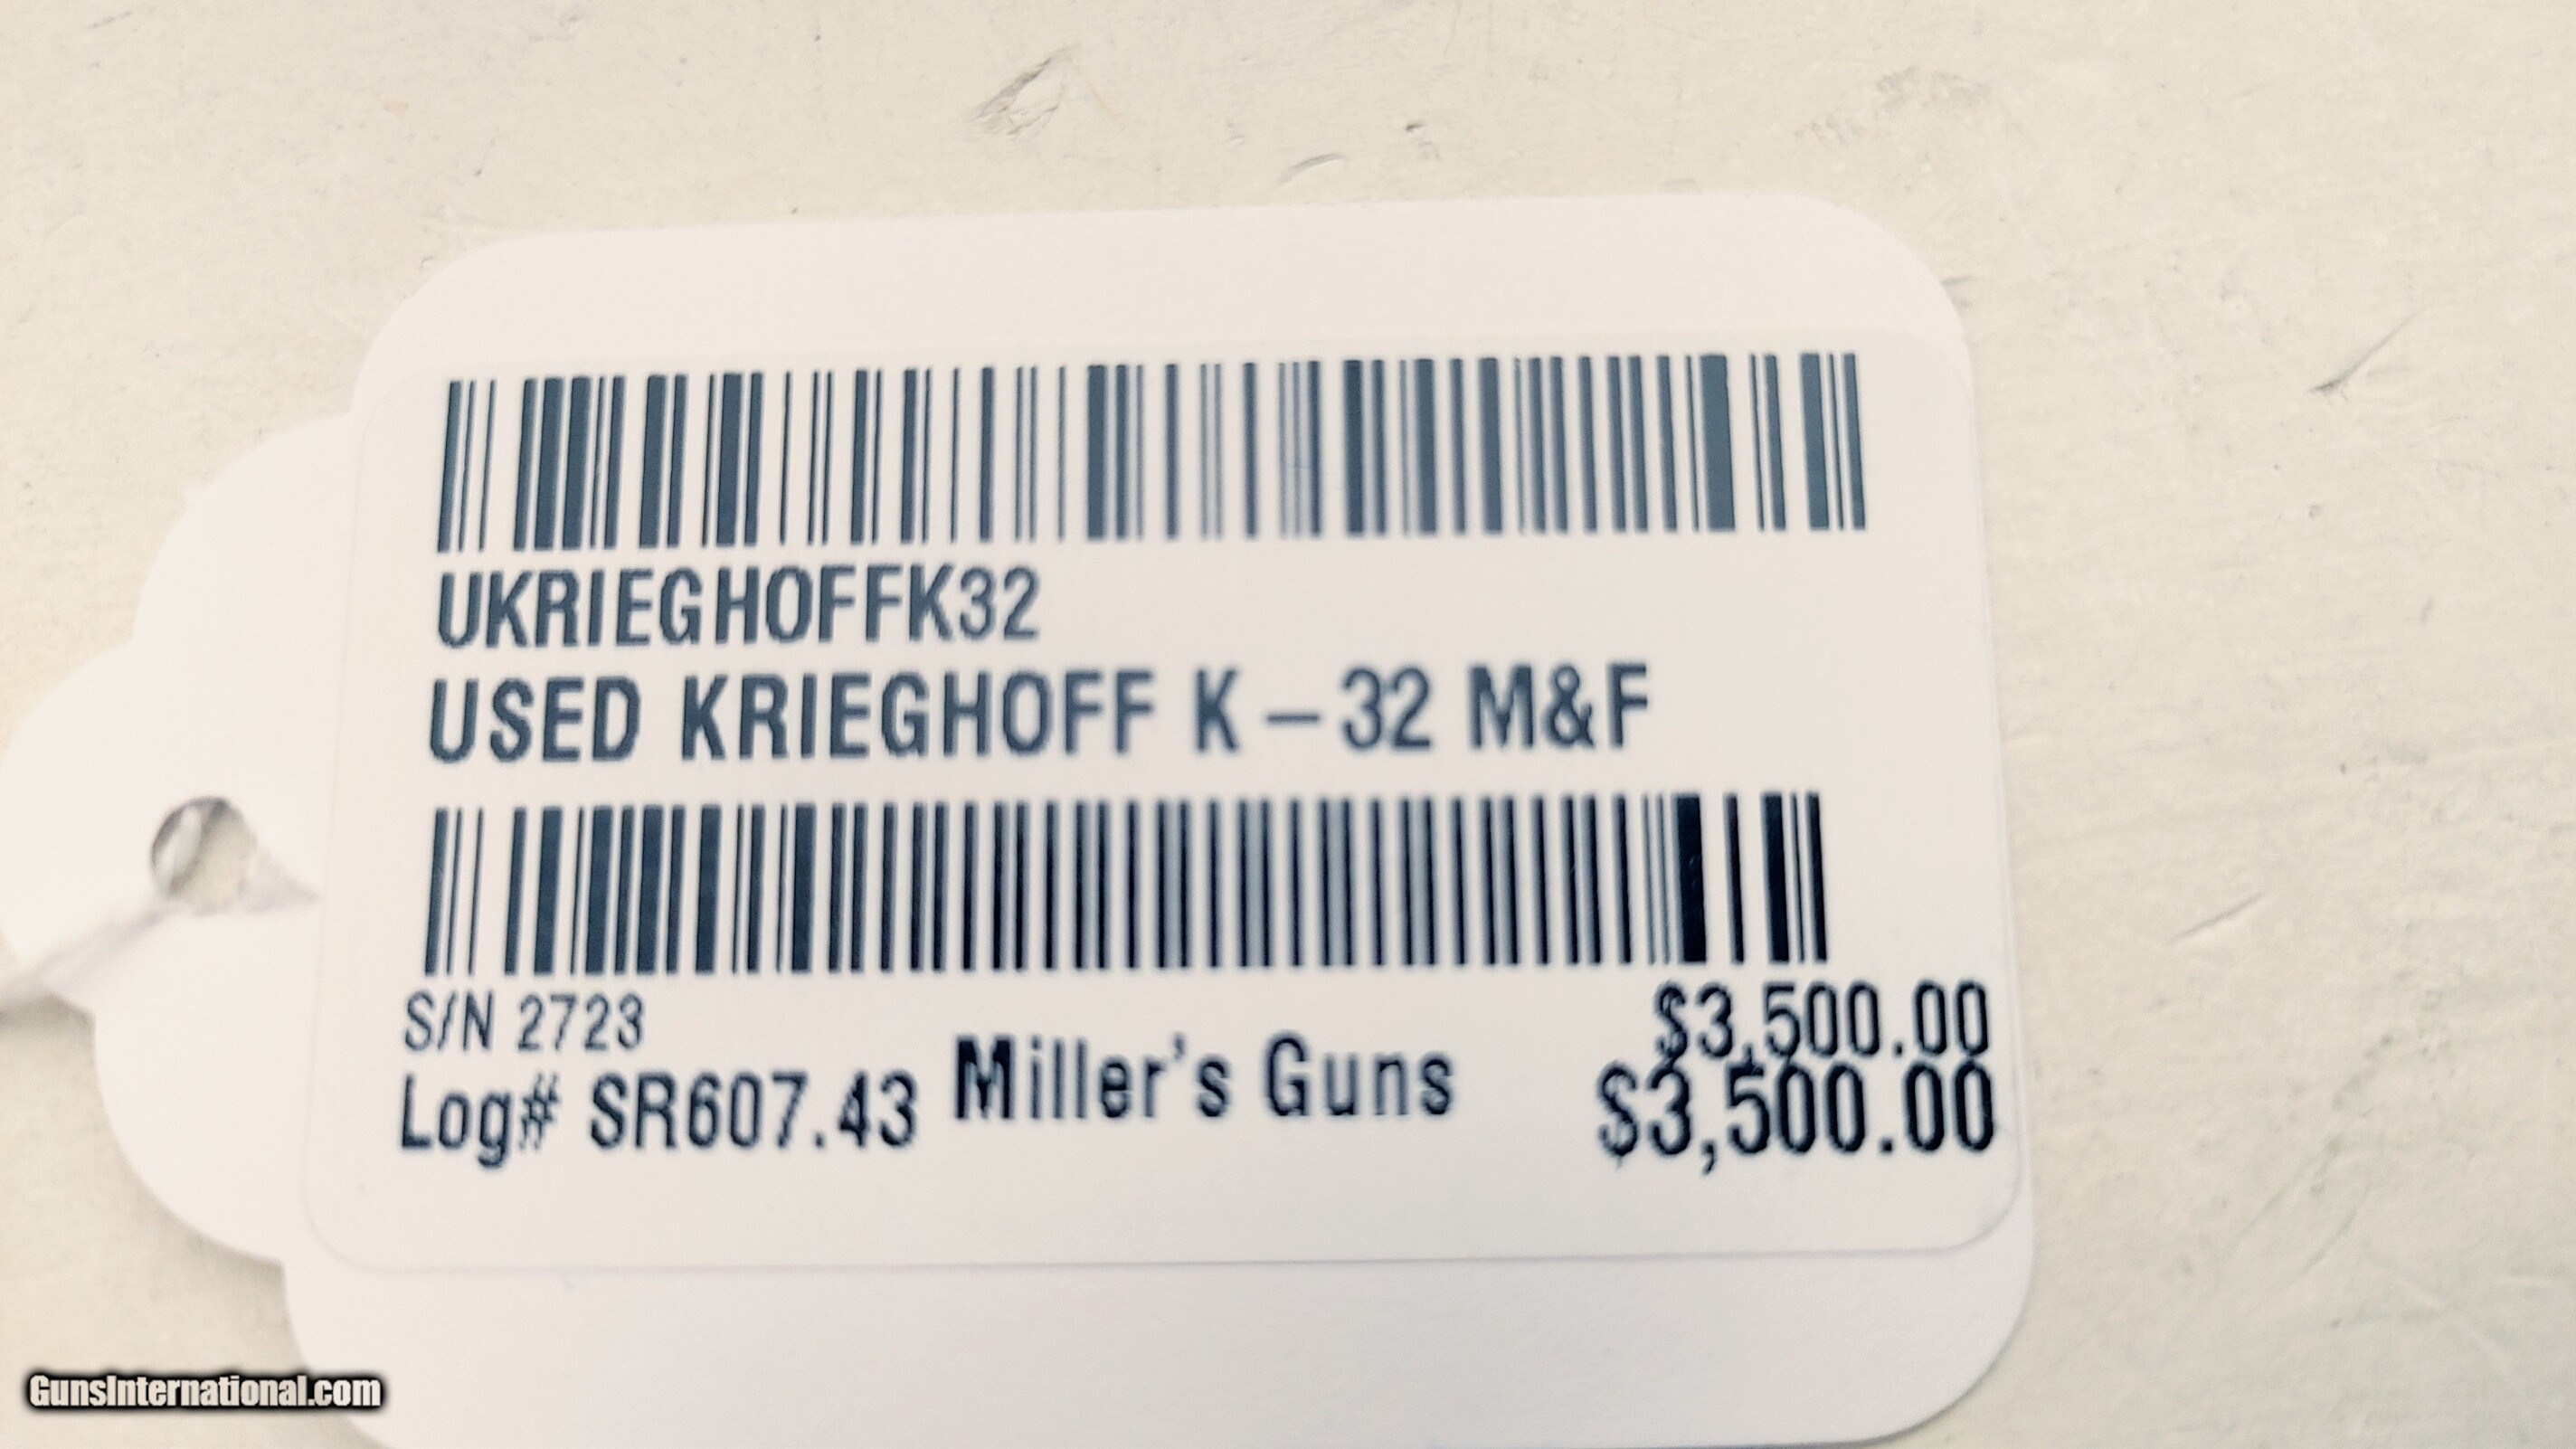 UKRIEGHOFFK32
USED KRIEGHOFF K-32 M&F
S/N 2723
$3,500.00
Log# SR607.43
Miller's Guns
$3,500.00
GunsInternational.com